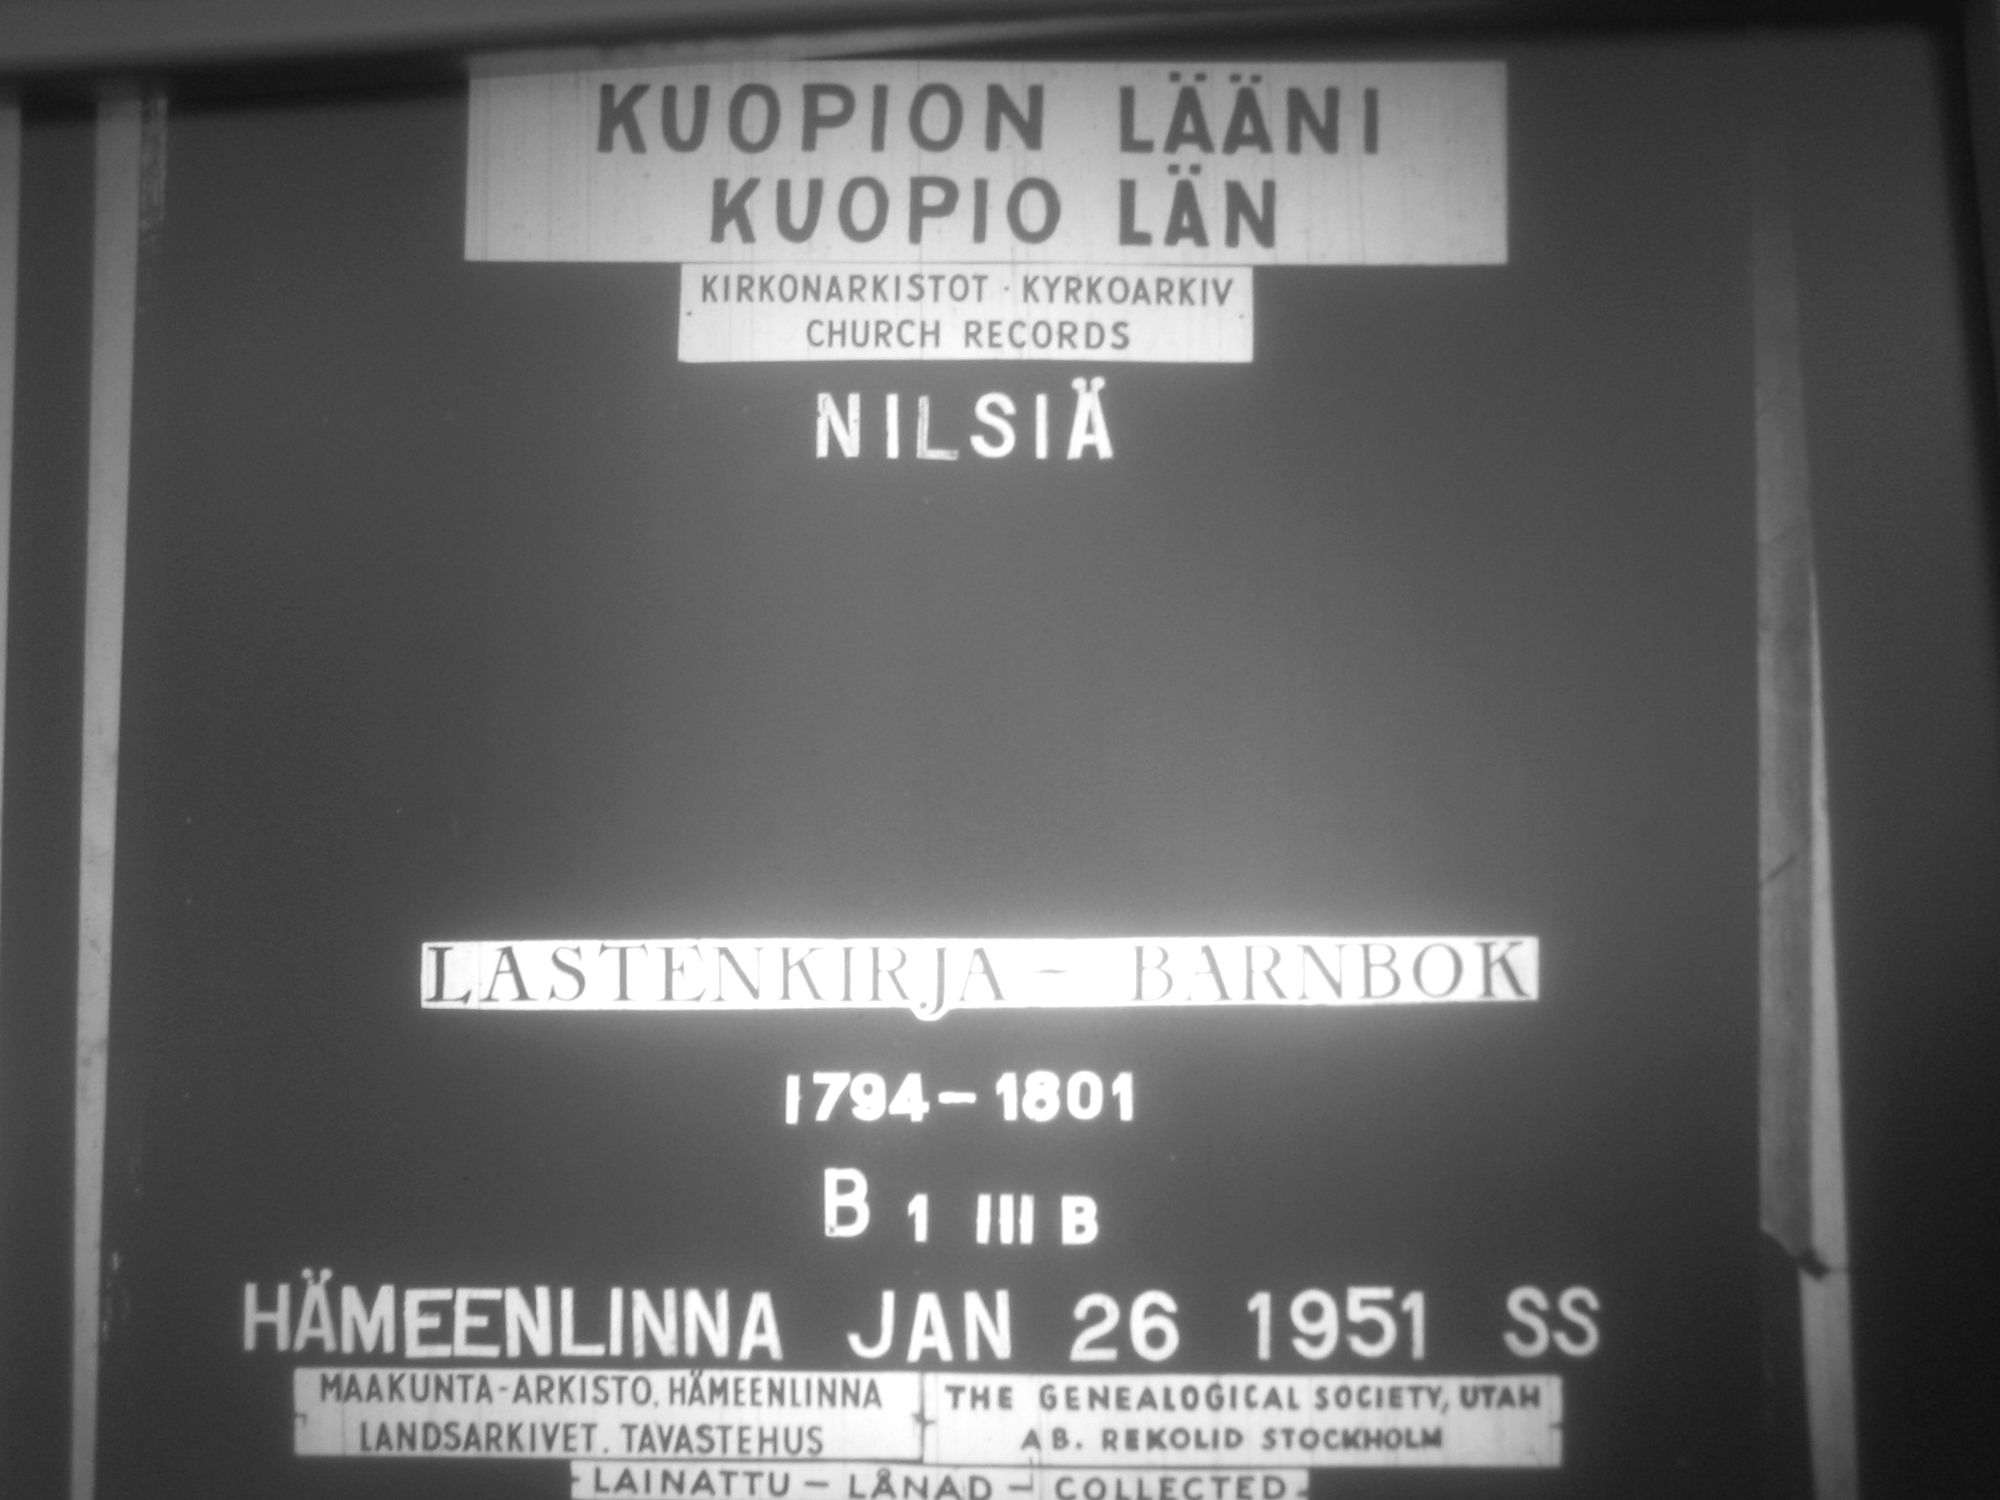 KUOPION LÄÄNI
KUOPIO LÄN
KIRKONARKISTOT · KYRKOARKIV
CHURCH RECORDS
NILSIÄ
LASTENKIRJA - BARNBOK
1794-1801
B 1 III B
HÄMEENLINNA JAN 26 1951 SS
MAAKUNTA-ARKISTO, HÄMEENLINNA
LANDSARKIVET, TAVASTEHUS
THE GENEALOGICAL SOCIETY, UTAH
AB. REKOLID STOCKHOLM
LAINATTU - LÅNAD - COLLECTED